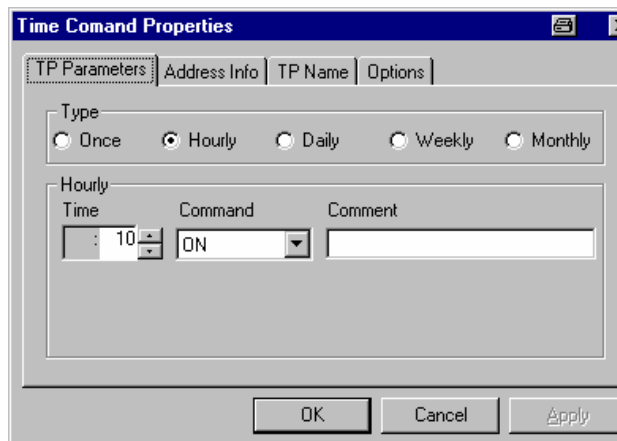 Time Comand Properties
TP Parameters Address Info TP Name Options
Type
Once Hourly Daily Weekly Monthly
Hourly
Time Command Comment
: 10 ON
OK Cancel Apply